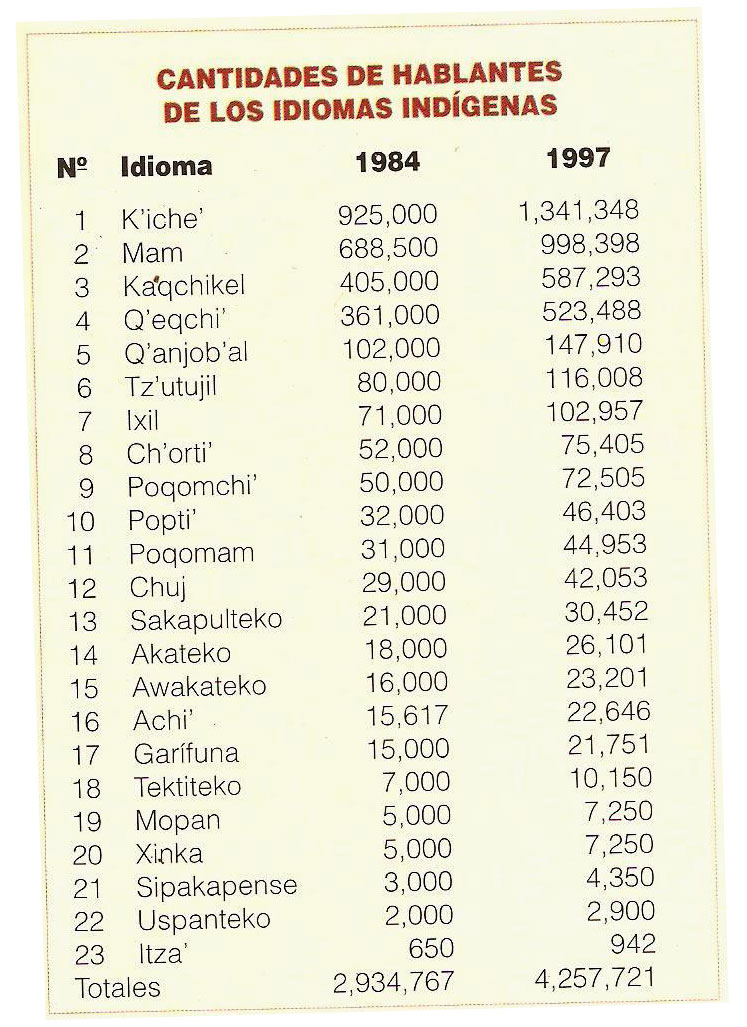 CANTIDADES DE HABLANTES
DE LOS IDIOMAS INDÍGENAS
Nº Idioma 1984 1997
1 K'iche' 925,000 1,341,348
2 Mam 688,500 998,398
3 Ka'qchikel 405,000 587,293
4 Q'eqchi' 361,000 523,488
5 Q'anjob'al 102,000 147,910
6 Tz'utujil 80,000 116,008
7 Ixil 71,000 102,957
8 Ch'orti' 52,000 75,405
9 Poqomchi' 50,000 72,505
10 Popti' 32,000 46,403
11 Poqomam 31,000 44,953
12 Chuj 29,000 42,053
13 Sakapulteko 21,000 30,452
14 Akateko 18,000 26,101
15 Awakateko 16,000 23,201
16 Achi' 15,617 22,646
17 Garífuna 15,000 21,751
18 Tektiteko 7,000 10,150
19 Mopan 5,000 7,250
20 Xinka 5,000 7,250
21 Sipakapense 3,000 4,350
22 Uspanteko 2,000 2,900
23 Itza' 650 942
Totales 2,934,767 4,257,721